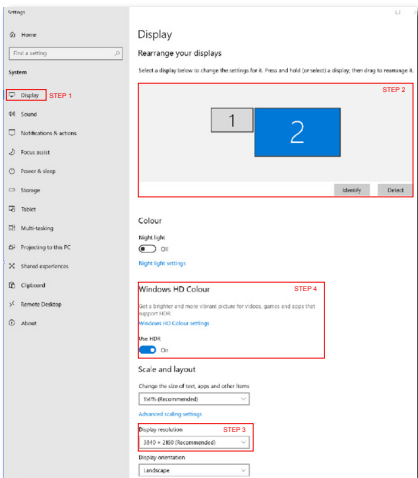 Settings
Home
Find a setting
System
Display STEP 1
Sound
Notifications & actions
Focus assist
Power & sleep
Storage
Tablet
Multi-tasking
Projecting to this PC
Shared experiences
Clipboard
Remote Desktop
About
Display
Rearrange your displays
Select a display below to change the settings for it. Press and hold (or select) a display, then drag to rearrange it.
STEP 2
1
2
Identify Detect
Colour
Night light
Off
Night light settings
Windows HD Colour STEP 4
Get a brighter and more vibrant picture for videos, games and apps that
support HDR
Windows HD Colour settings
Use HDR
On
Scale and layout
Change the size of text, apps and other items
Advanced scaling settings
Display resolution STEP 3
3840 × 2160 (Recommended)
Display orientation
Landscape